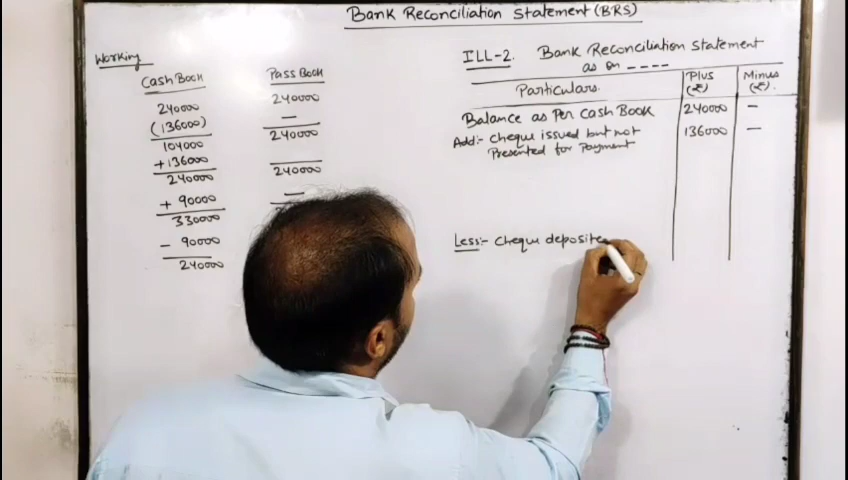 Bank Reconciliation Statement (BRS)
Working
Cash Book
240000
(136000)
104000
+136000
240000
+ 90000
330000
- 90000
240000
Pass Book
240000
—
240000
240000
—
ILL-2. Bank Reconciliation Statement
as on - - - -
Particulars. Plus (₹) Minus (₹).
Balance as Per Cash Book 240000 —
Add:- Cheque issued but not 136000 —
Presented for Payment
Less:- Cheque deposite